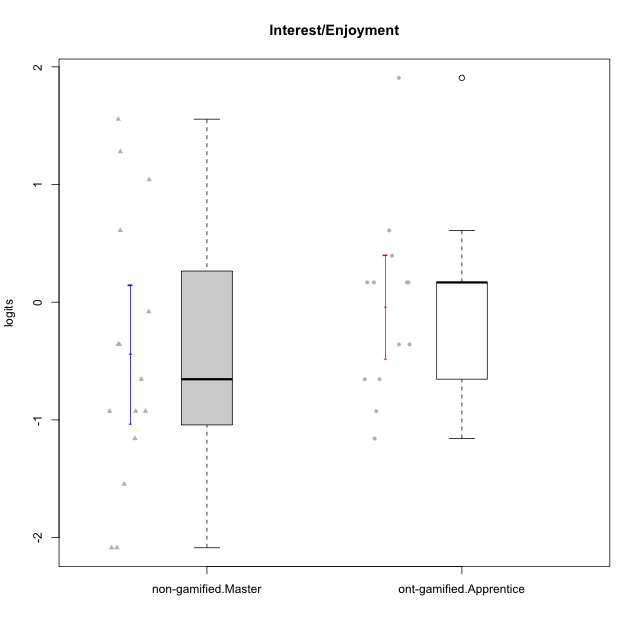 Interest/Enjoyment
logits
2
1
0
-1
-2
non-gamified.Master
ont-gamified.Apprentice